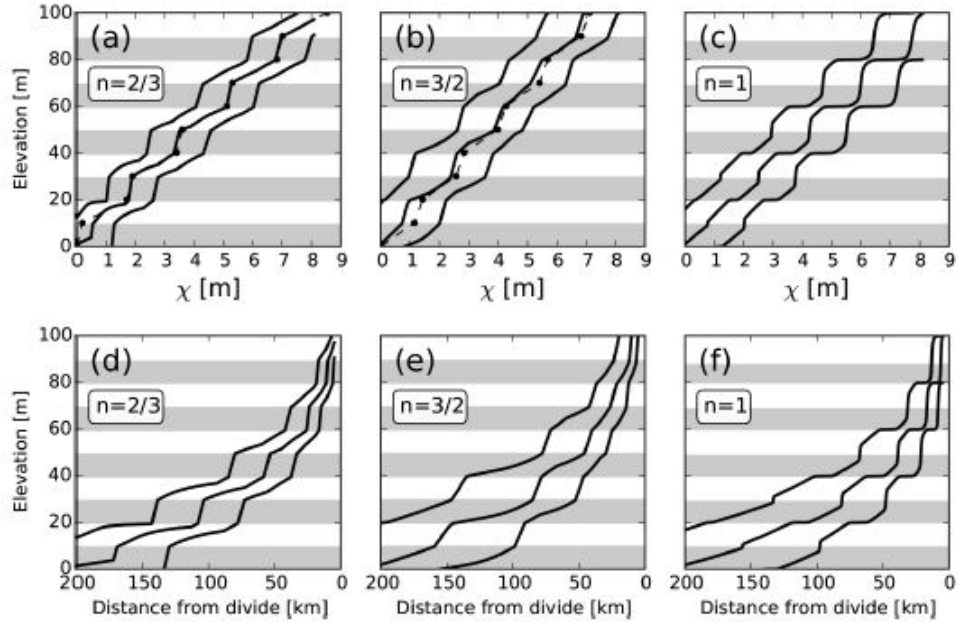 (a)
n=2/3
(b)
n=3/2
(c)
n=1
Elevation [m]
100
80
60
40
20
0
0 1 2 3 4 5 6 7 8 9
0 1 2 3 4 5 6 7 8 9
0 1 2 3 4 5 6 7 8 9
χ [m]
χ [m]
χ [m]
(d)
n=2/3
(e)
n=3/2
(f)
n=1
Elevation [m]
100
80
60
40
20
0
200 150 100 50 0
200 150 100 50 0
200 150 100 50 0
Distance from divide [km]
Distance from divide [km]
Distance from divide [km]